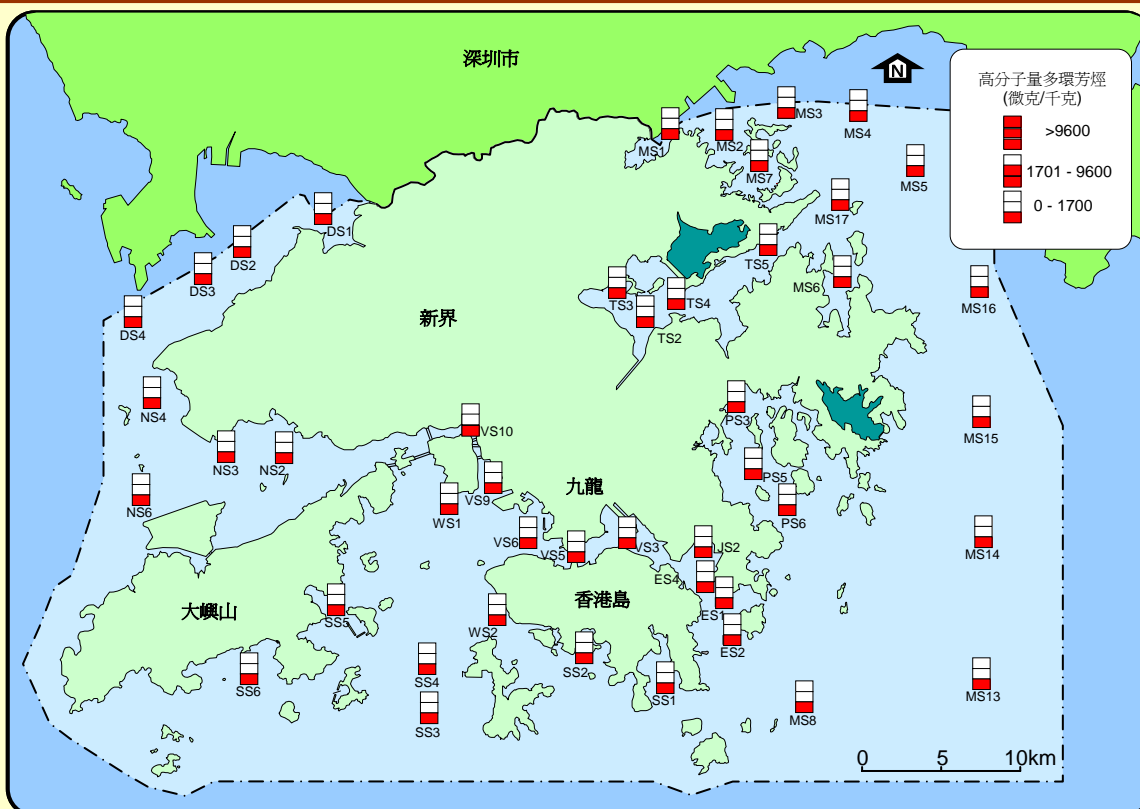 深圳市
N
高分子量多環芳烴
(微克/千克)
>9600
1701 - 9600
0 - 1700
MS1
MS2
MS3
MS4
MS7
MS5
MS17
DS1
DS2
DS3
DS4
TS5
MS6
MS16
TS3
TS4
TS2
新界
NS4
PS3
MS15
VS10
NS3
NS2
PS5
九龍
VS9
PS6
NS6
WS1
VS6
VS5
VS3
JS2
MS14
ES4
ES1
大嶼山
SS5
香港島
WS2
ES2
SS2
SS4
SS6
SS1
MS13
SS3
MS8
0 5 10km